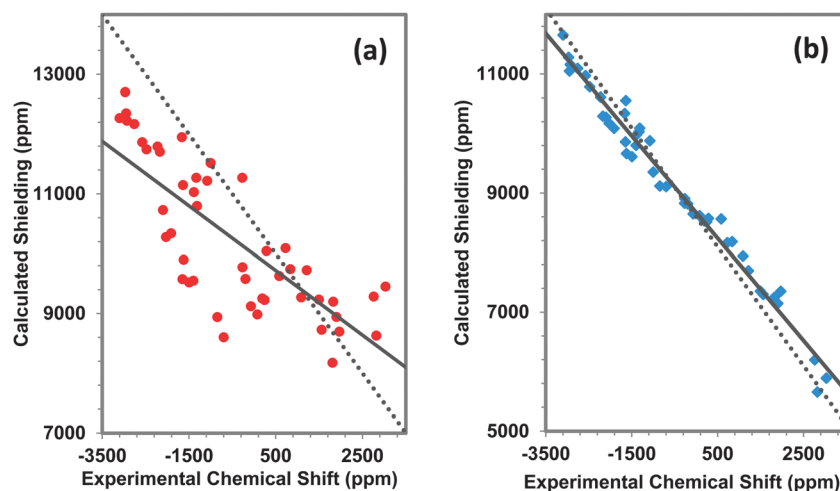 (a)
13000
11000
9000
7000
Calculated Shielding (ppm)
-3500 -1500 500 2500
Experimental Chemical Shift (ppm)
(b)
11000
9000
7000
5000
Calculated Shielding (ppm)
-3500 -1500 500 2500
Experimental Chemical Shift (ppm)